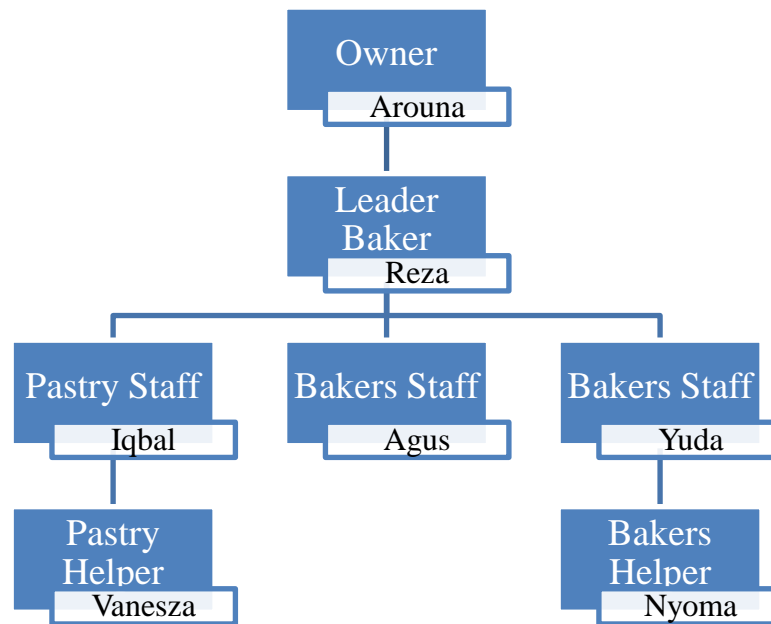 Owner
Arouna
Leader
Baker
Reza
Pastry Staff
Iqbal
Bakers Staff
Agus
Bakers Staff
Yuda
Pastry
Helper
Vanesza
Bakers
Helper
Nyoma